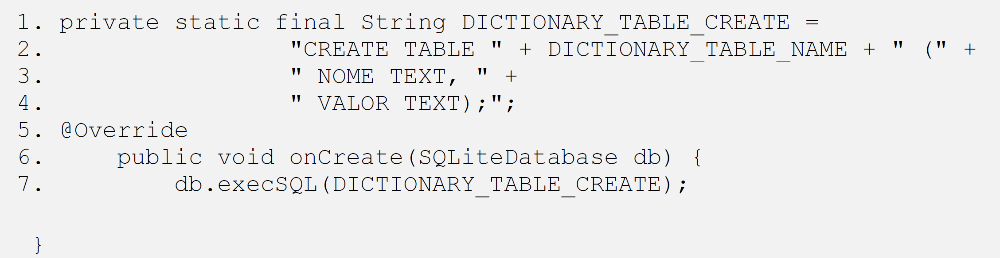 1. private static final String DICTIONARY_TABLE_CREATE =
2. "CREATE TABLE " + DICTIONARY_TABLE_NAME + " (" +
3. " NOME TEXT, " +
4. " VALOR TEXT);";
5. @Override
6. public void onCreate(SQLiteDatabase db) {
7. db.execSQL(DICTIONARY_TABLE_CREATE);
}